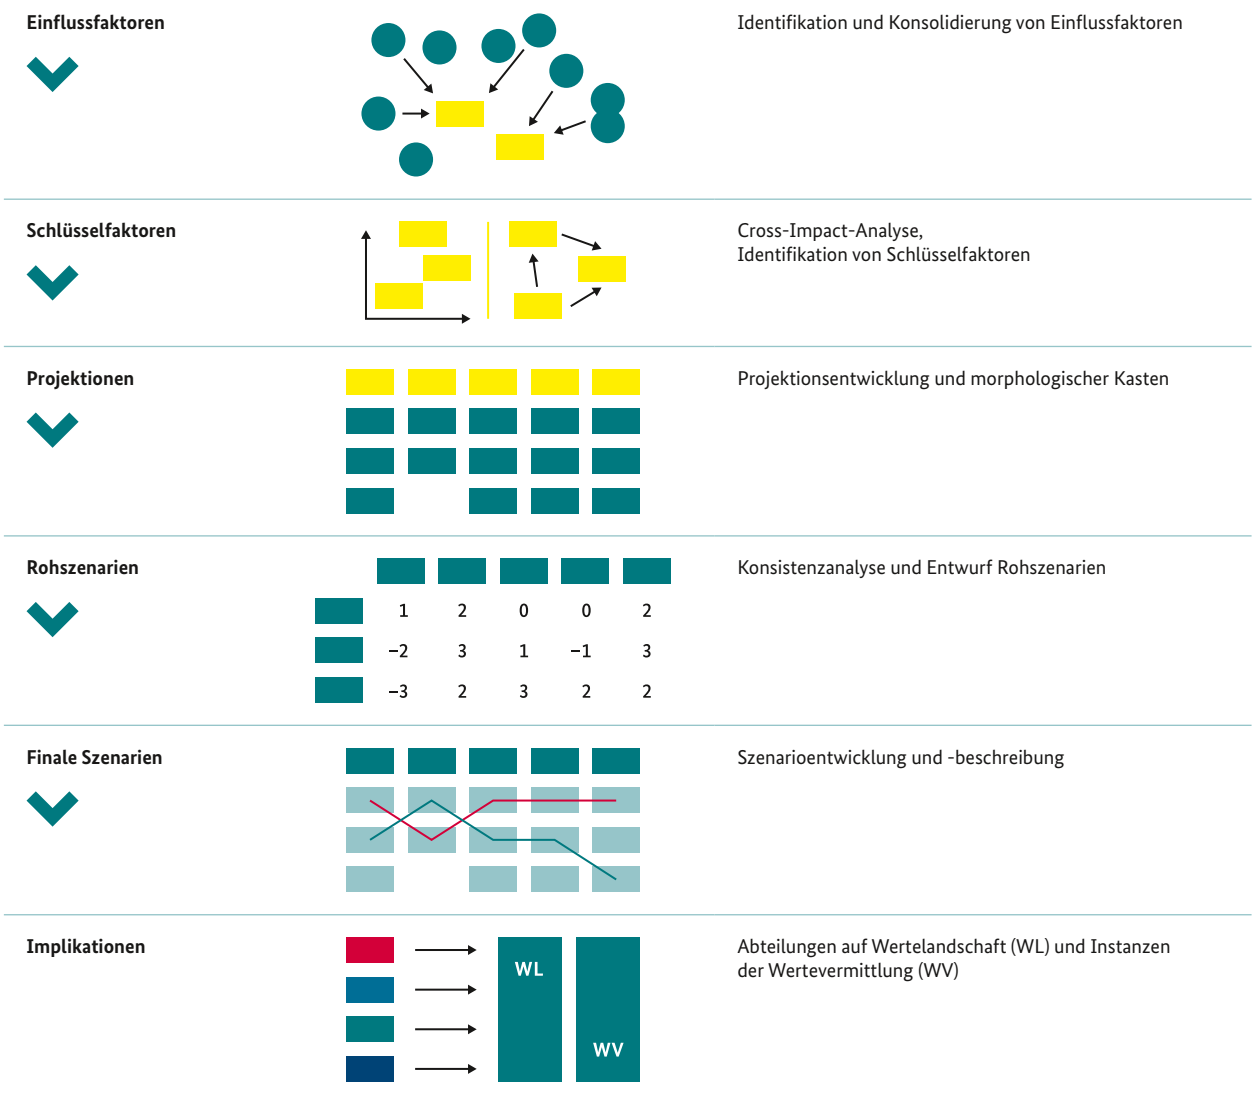 Einflussfaktoren
Identifikation und Konsolidierung von Einflussfaktoren
Schlüsselfaktoren
Cross-Impact-Analyse,
Identifikation von Schlüsselfaktoren
Projektionen
Projektionsentwicklung und morphologischer Kasten
Rohszenarien
Konsistenzanalyse und Entwurf Rohszenarien
1 2 0 0 2
−2 3 1 −1 3
−3 2 3 2 2
Finale Szenarien
Szenarioentwicklung und -beschreibung
Implikationen
Abteilungen auf Wertelandschaft (WL) und Instanzen
der Wertevermittlung (WV)
WL
WV